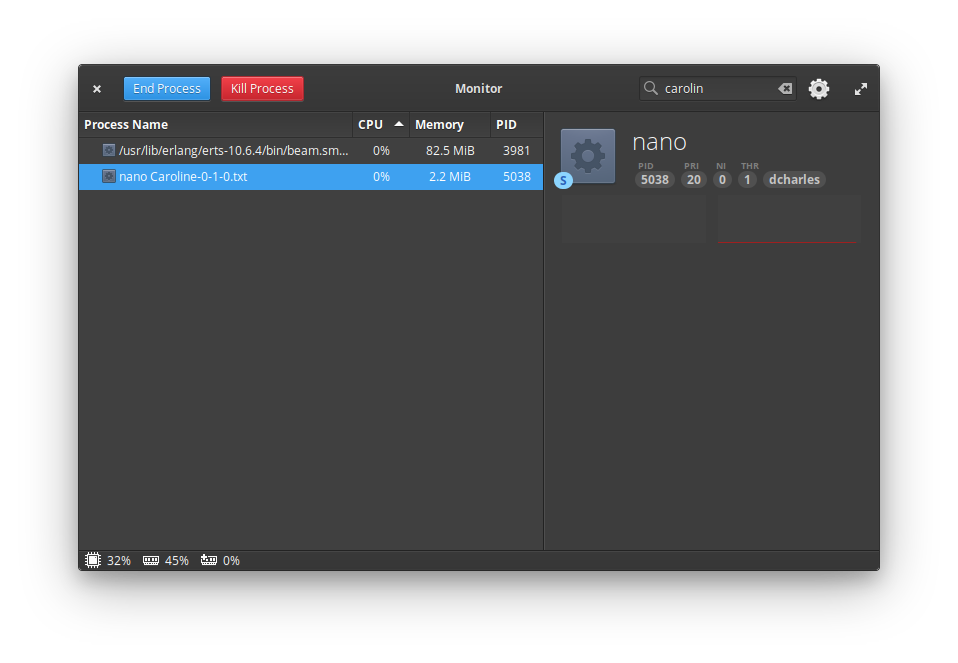 End Process Kill Process Monitor carolin
Process Name CPU Memory PID
/usr/lib/erlang/erts-10.6.4/bin/beam.sm... 0% 82.5 MiB 3981
nano Caroline-0-1-0.txt 0% 2.2 MiB 5038
nano
PID PRI NI THR
S 5038 20 0 1 dcharles
32% 45% 0%